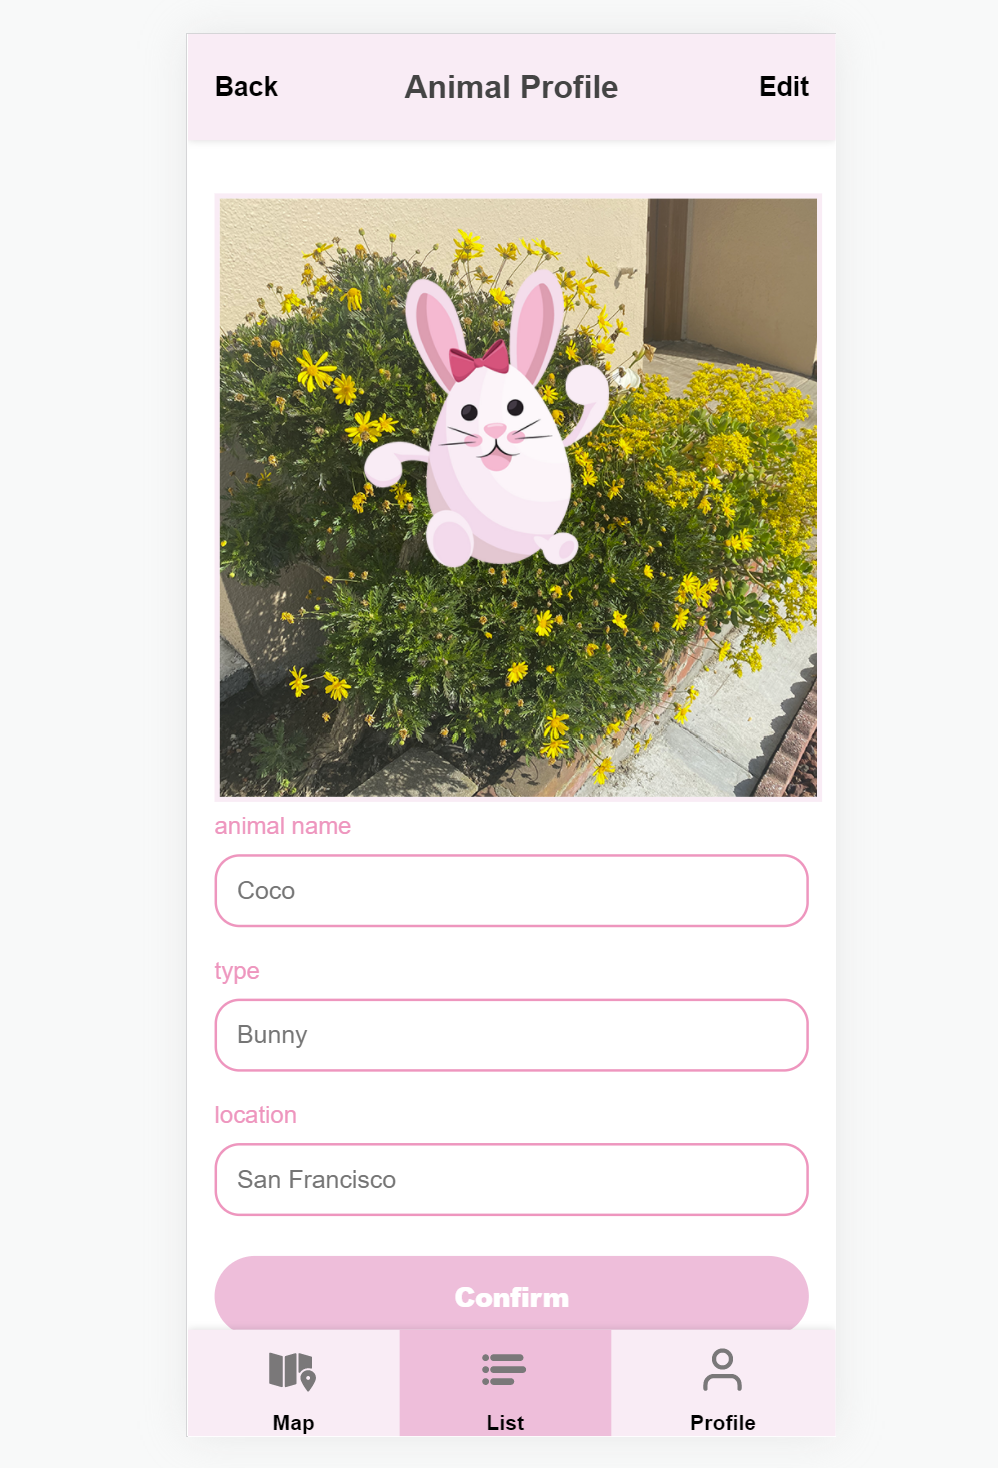 Back
Animal Profile
Edit
animal name
Coco
type
Bunny
location
San Francisco
Confirm
Map
List
Profile